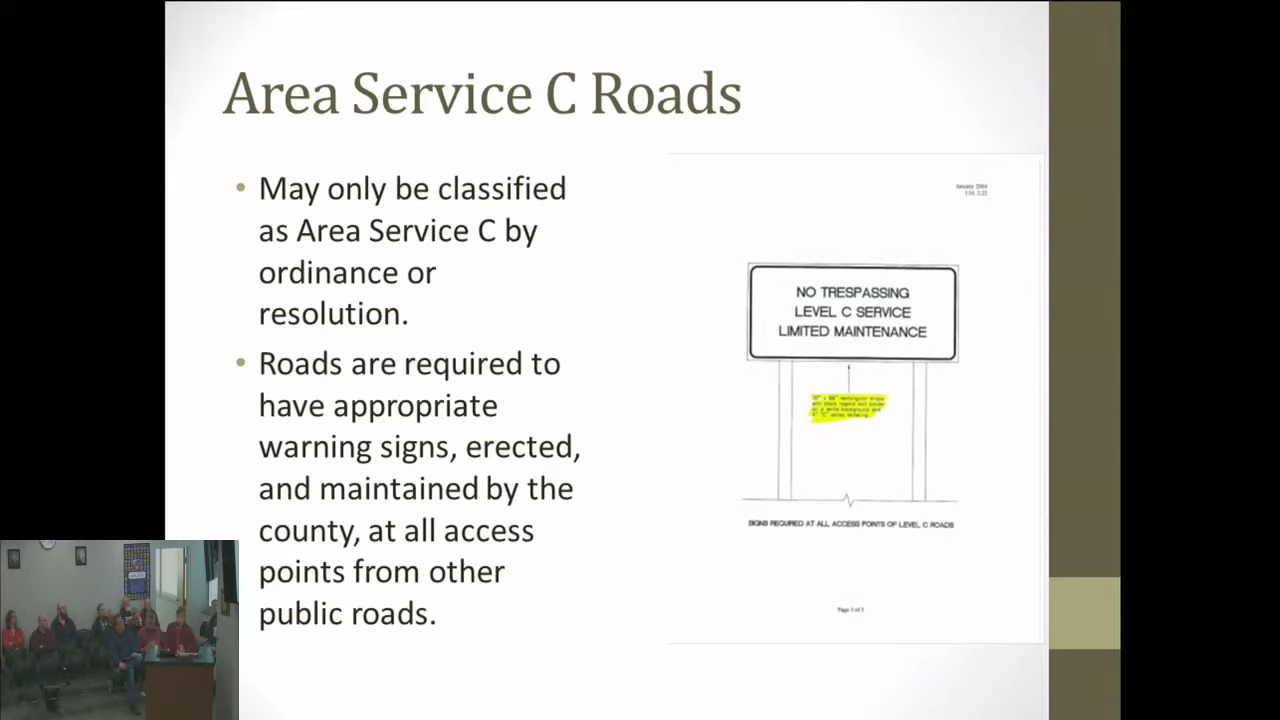 Area Service C Roads
• May only be classified
as Area Service C by
ordinance or
resolution.
• Roads are required to
have appropriate
warning signs, erected,
and maintained by the
county, at all access
points from other
public roads.
January 2004
NO TRESPASSING
LEVEL C SERVICE
LIMITED MAINTENANCE
SIGNS REQUIRED AT ALL ACCESS POINTS OF LEVEL C ROADS